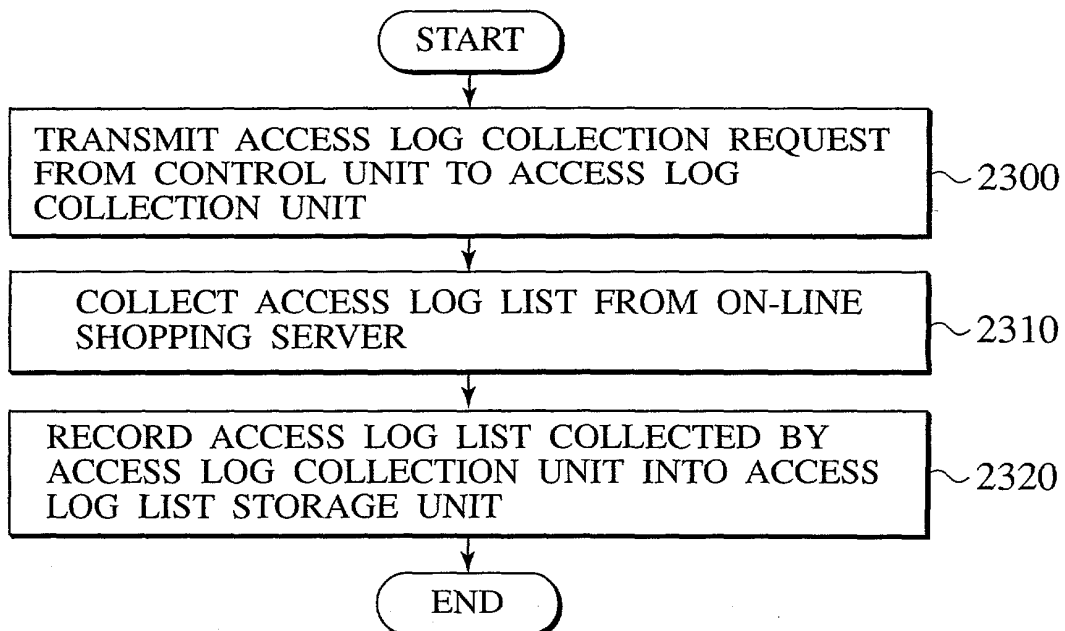 START
TRANSMIT ACCESS LOG COLLECTION REQUEST
FROM CONTROL UNIT TO ACCESS LOG
COLLECTION UNIT
2300
COLLECT ACCESS LOG LIST FROM ON-LINE
SHOPPING SERVER
2310
RECORD ACCESS LOG LIST COLLECTED BY
ACCESS LOG COLLECTION UNIT INTO ACCESS
LOG LIST STORAGE UNIT
2320
END